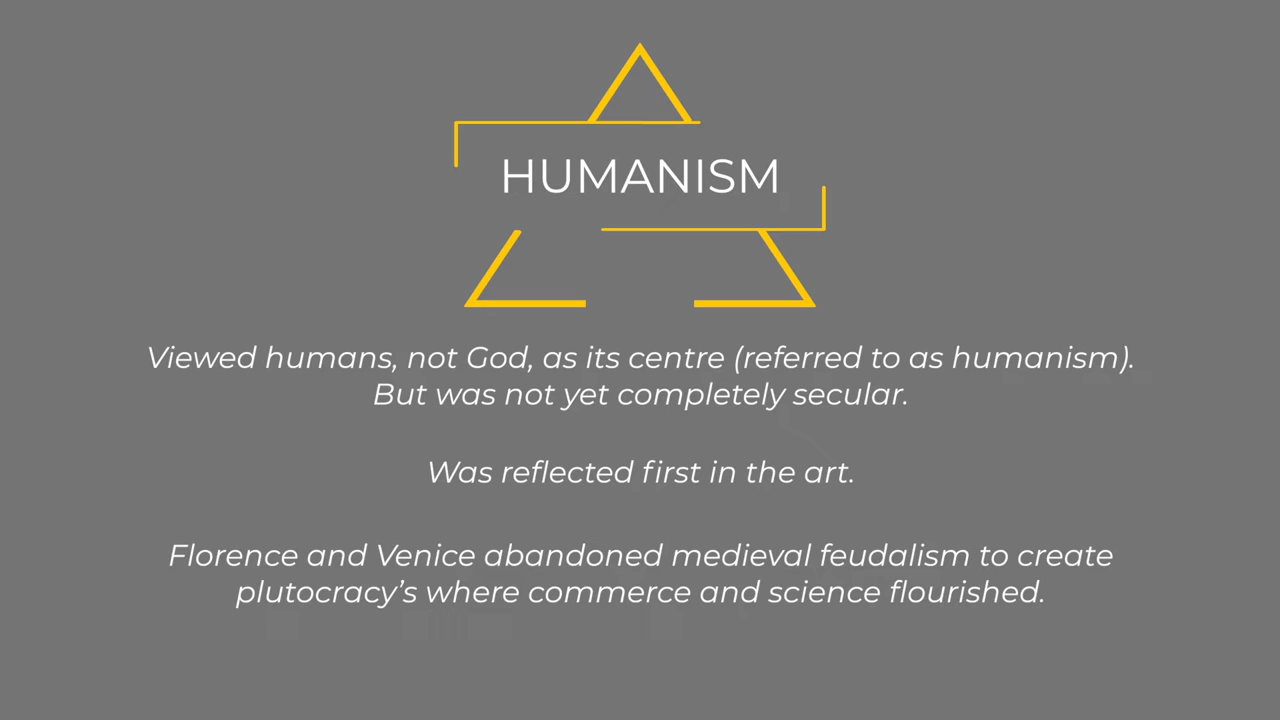 HUMANISM
Viewed humans, not God, as its centre (referred to as humanism).
But was not yet completely secular.
Was reflected first in the art.
Florence and Venice abandoned medieval feudalism to create
plutocracy’s where commerce and science flourished.